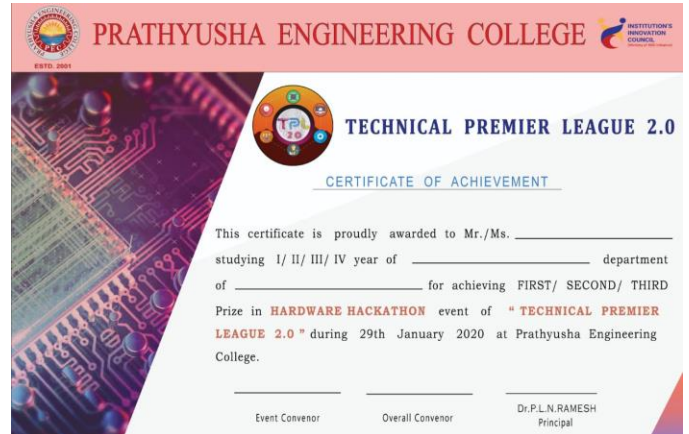 PRATHYUSHA ENGINEERING COLLEGE
INSTITUTION'S
INNOVATION
COUNCIL
ESTD. 2001
TPL
20
TECHNICAL PREMIER LEAGUE 2.0
CERTIFICATE OF ACHIEVEMENT
This certificate is proudly awarded to Mr./Ms.
studying I/ II/ III/ IV year of department
of for achieving FIRST/ SECOND/ THIRD
Prize in HARDWARE HACKATHON event of “ TECHNICAL PREMIER
LEAGUE 2.0 ” during 29th January 2020 at Prathyusha Engineering
College.
Event Convenor
Overall Convenor
Dr.P.L.N.RAMESH
Principal